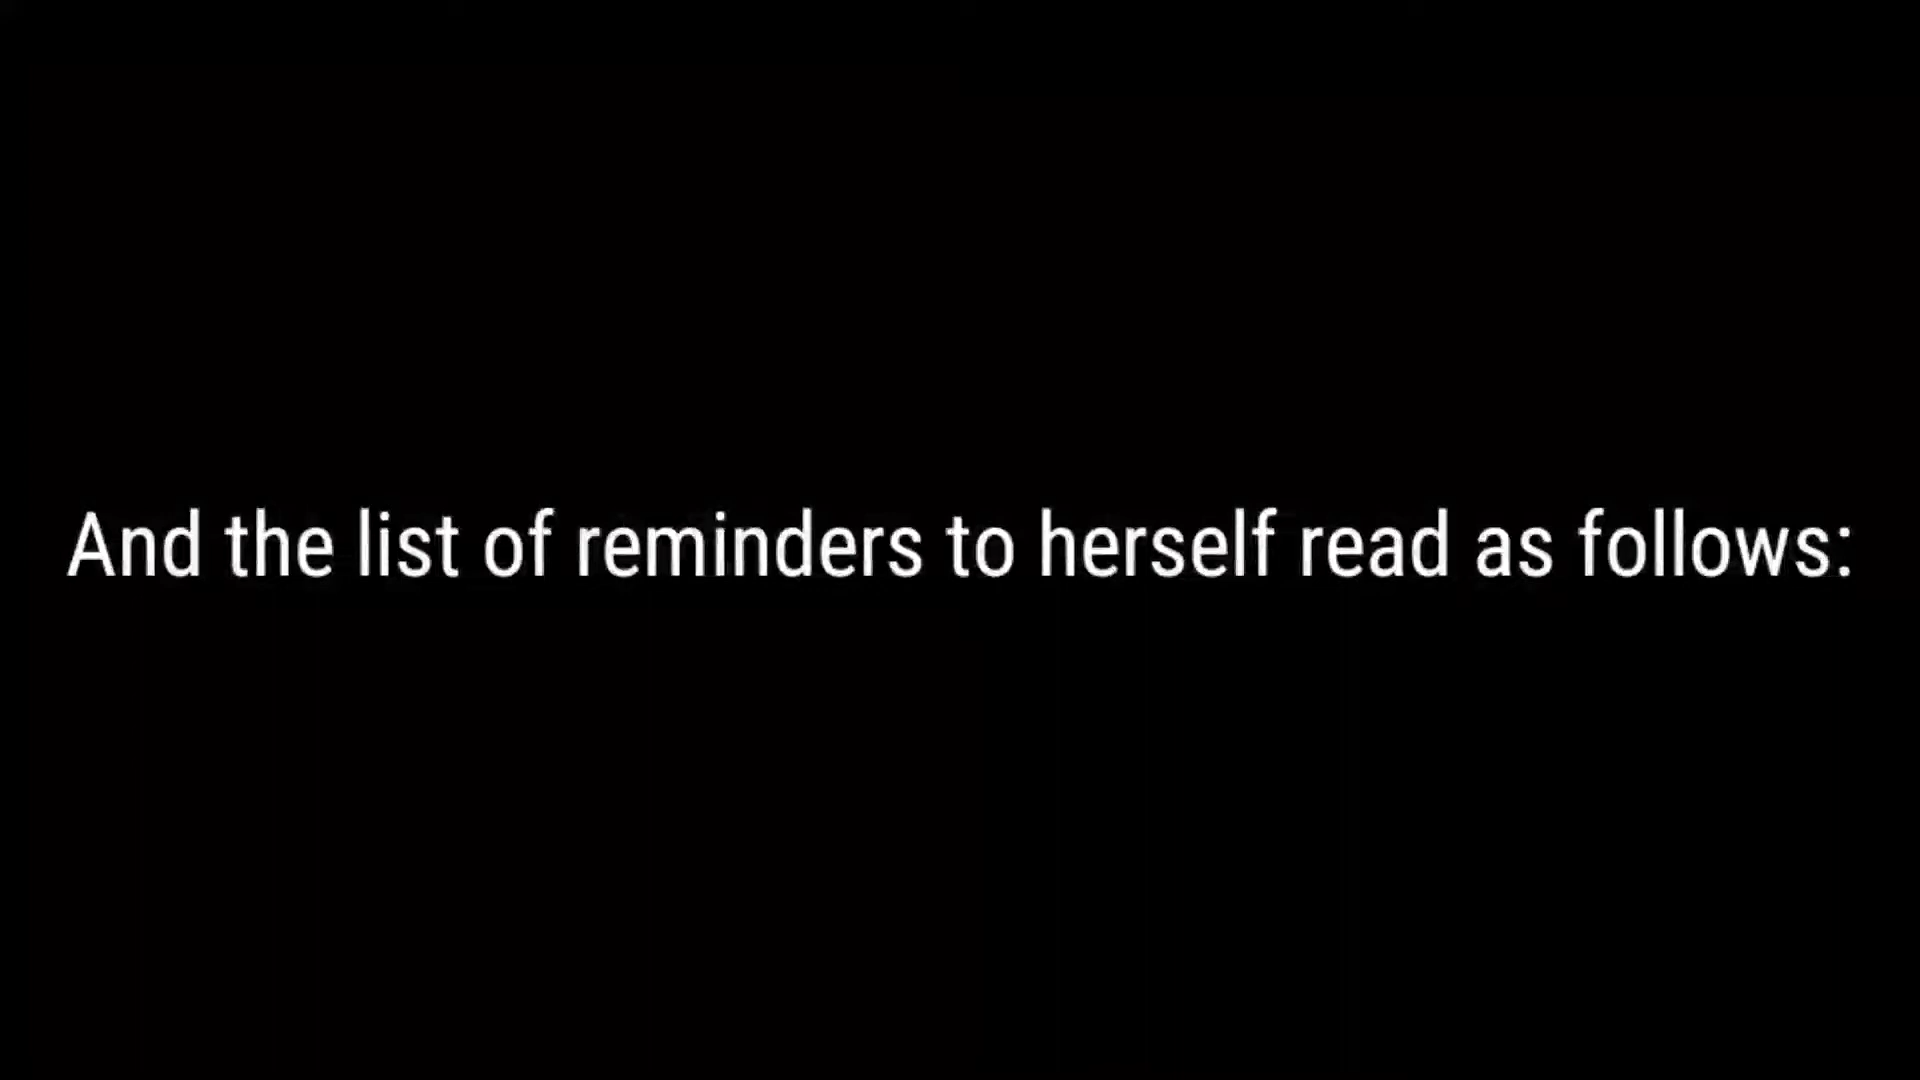 And the list of reminders to herself read as follows: